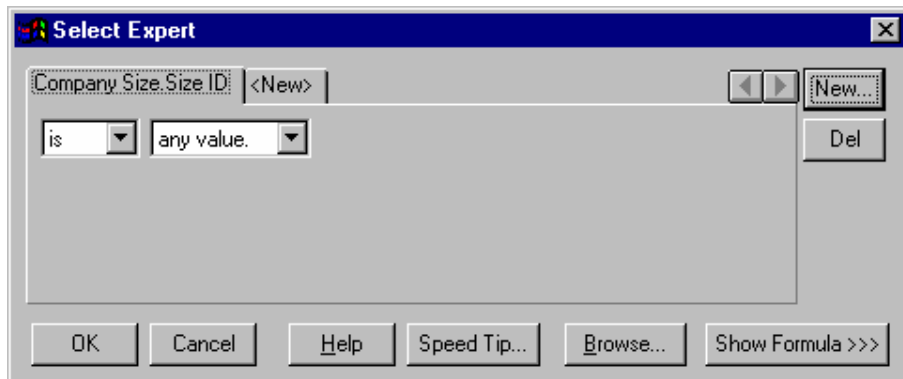 Select Expert
Company Size.Size ID <New> New...
is any value. Del
OK Cancel Help Speed Tip... Browse... Show Formula >>>